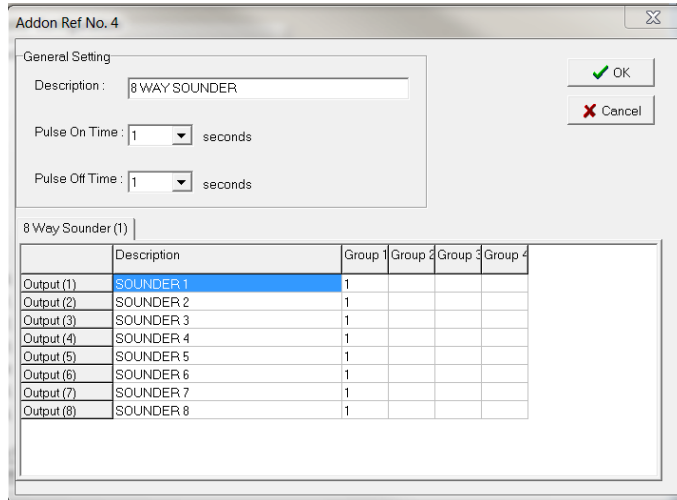 Addon Ref No. 4
General Setting
Description : 8 WAY SOUNDER
OK
Cancel
Pulse On Time : 1 seconds
Pulse Off Time : 1 seconds
8 Way Sounder (1)
Description Group 1 Group 2 Group 3 Group 4
Output (1) SOUNDER 1 1
Output (2) SOUNDER 2 1
Output (3) SOUNDER 3 1
Output (4) SOUNDER 4 1
Output (5) SOUNDER 5 1
Output (6) SOUNDER 6 1
Output (7) SOUNDER 7 1
Output (8) SOUNDER 8 1